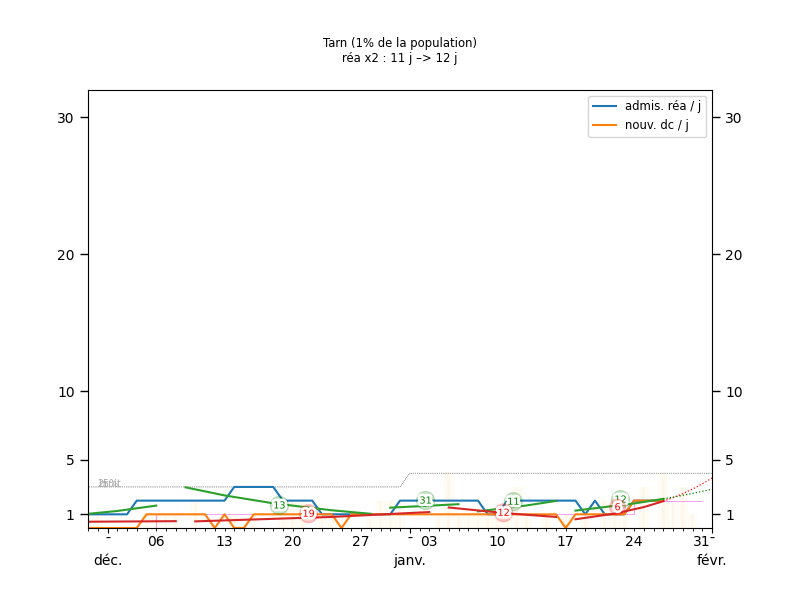 Tarn (1% de la population)
réa x2 : 11 j –> 12 j
admis. réa / j
nouv. dc / j
30
30
20
20
10
10
5
5
1
1
13
19
31
12
11
12
6
- 06 13 20 27 - 03 10 17 24 31 -
déc. janv. févr.